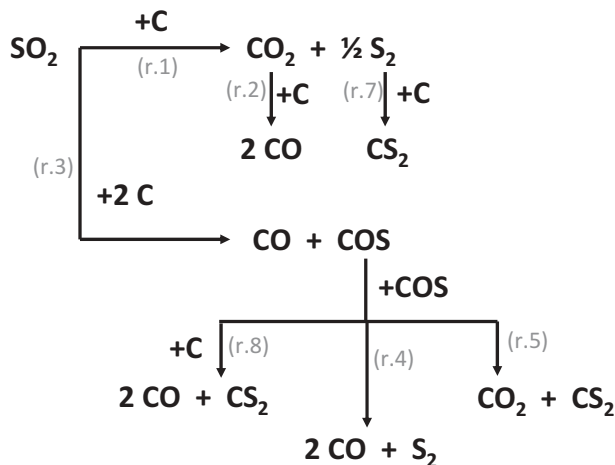 +C
SO₂ CO₂ + ½ S₂
(r.1)
(r.2) +C (r.7) +C
2 CO CS₂
(r.3)
+2 C
CO + COS
+COS
+C (r.8) (r.4) (r.5)
2 CO + CS₂ CO₂ + CS₂
2 CO + S₂